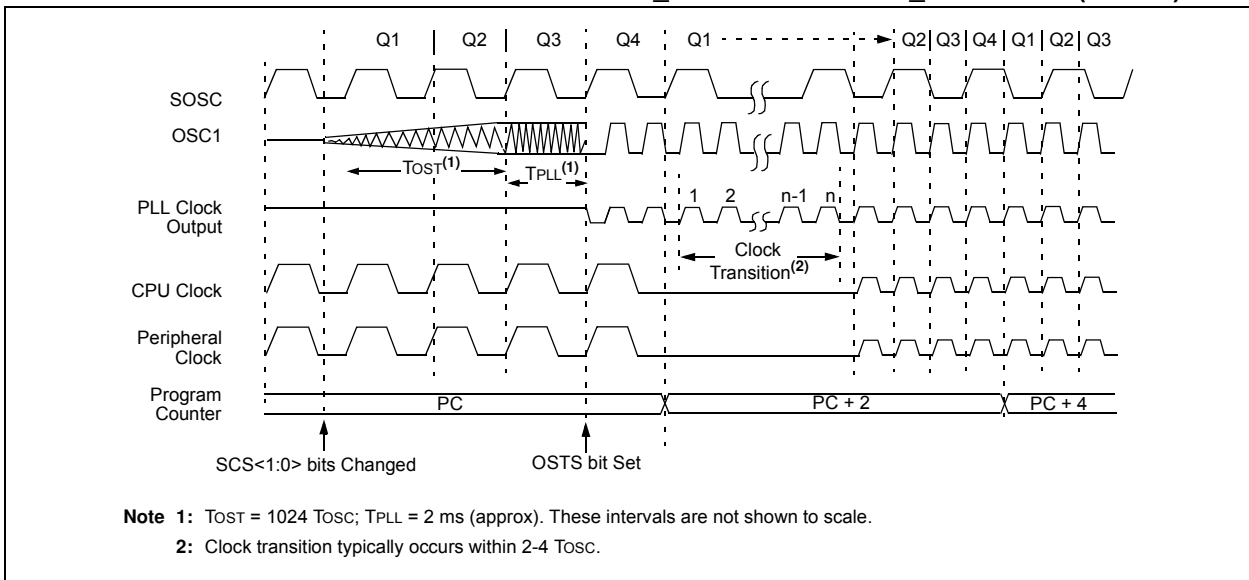 Q1 Q2 Q3 Q4 Q1 Q2 Q3 Q4 Q1 Q2 Q3
SOSC
OSC1
TOST(1) TPLL(1)
PLL Clock
Output
1 2 n-1 n
Clock
Transition(2)
CPU Clock
Peripheral
Clock
Program
Counter
PC PC + 2 PC + 4
SCS<1:0> bits Changed OSTS bit Set
Note 1: TOST = 1024 TOSC; TPLL = 2 ms (approx). These intervals are not shown to scale.
2: Clock transition typically occurs within 2-4 TOSC.